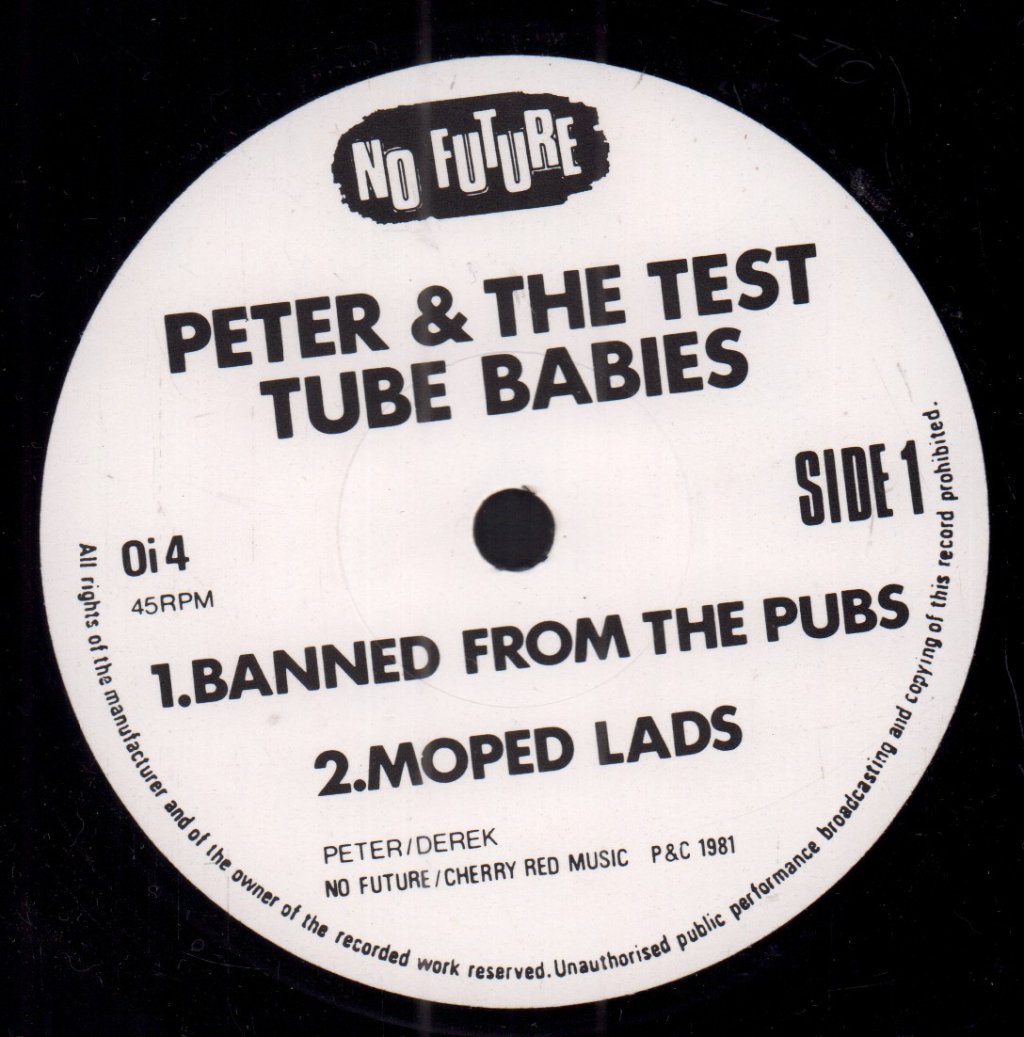 NO FUTURE
PETER & THE TEST
TUBE BABIES
SIDE 1
Oi 4
45RPM
1.BANNED FROM THE PUBS
2.MOPED LADS
PETER/DEREK
NO FUTURE/CHERRY RED MUSIC P&C 1981
All rights of the manufacturer and of the owner of the recorded work reserved. Unauthorised public performance broadcasting and copying of this record prohibited.